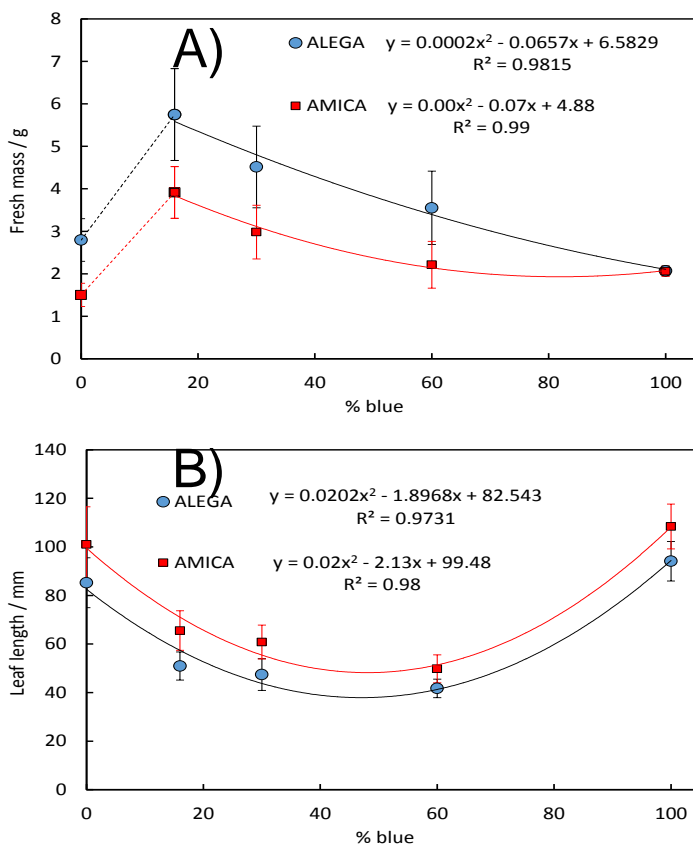 A)
ALEGA y = 0.0002x² - 0.0657x + 6.5829
R² = 0.9815
AMICA y = 0.00x² - 0.07x + 4.88
R² = 0.99
Fresh mass / g
8
7
6
5
4
3
2
1
0
0 20 40 60 80 100
% blue
B)
ALEGA y = 0.0202x² - 1.8968x + 82.543
R² = 0.9731
AMICA y = 0.02x² - 2.13x + 99.48
R² = 0.98
Leaf length / mm
140
120
100
80
60
40
20
0
0 20 40 60 80 100
% blue